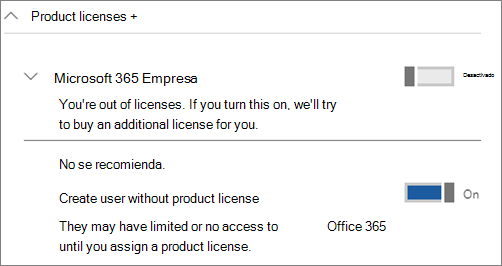 Product licenses +
Microsoft 365 Empresa
Desactivado
You're out of licenses. If you turn this on, we'll try
to buy an additional license for you.
No se recomienda.
Create user without product license
On
They may have limited or no access to Office 365
until you assign a product license.